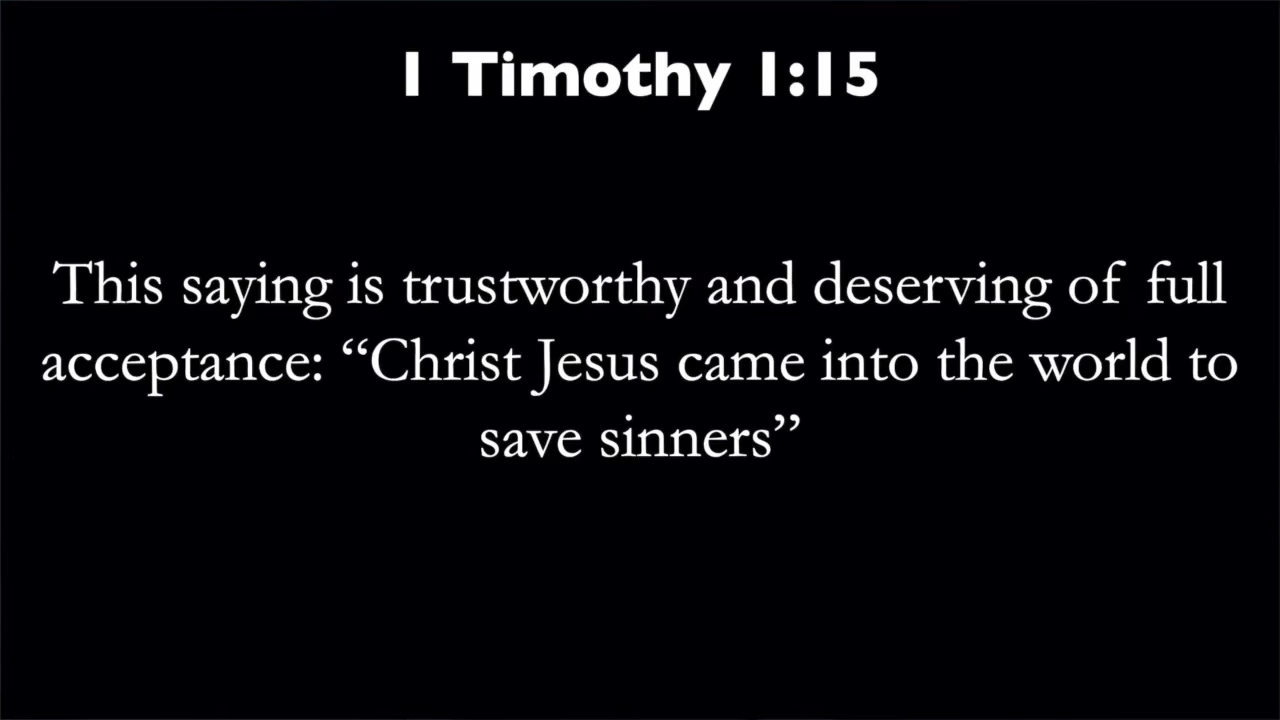 1 Timothy 1:15
This saying is trustworthy and deserving of full
acceptance: “Christ Jesus came into the world to
save sinners”